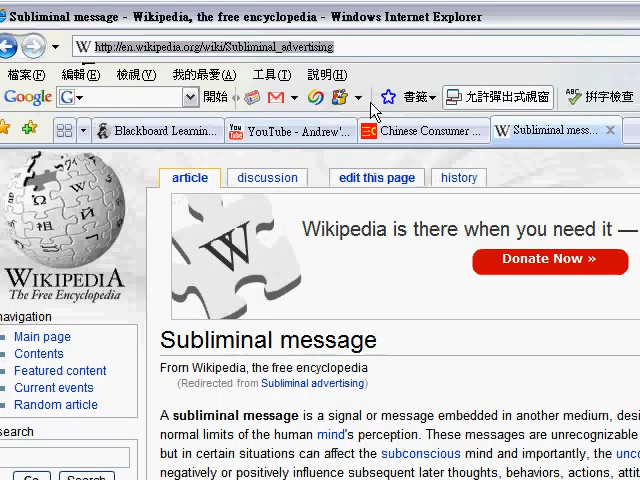 Subliminal message - Wikipedia, the free encyclopedia - Windows Internet Explorer
W http://en.wikipedia.org/wiki/Subliminal_advertising
檔案(F) 編輯(E) 檢視(V) 我的最愛(A) 工具(T) 說明(H)
Google G 開始 書籤 允許彈出式視窗 拼字檢查
Blackboard Learnin... YouTube - Andrew'... Chinese Consumer ... W Subliminal mess...
article discussion edit this page history
W
Wikipedia is there when you need it —
Donate Now »
WIKIPEDIA
The Free Encyclopedia
navigation
Main page
Contents
Featured content
Current events
Random article
search
Go Search
Subliminal message
From Wikipedia, the free encyclopedia
(Redirected from Subliminal advertising)
A subliminal message is a signal or message embedded in another medium, desi
normal limits of the human mind's perception. These messages are unrecognizable
but in certain situations can affect the subconscious mind and importantly, the unco
negatively or positively influence subsequent later thoughts, behaviors, actions, attit